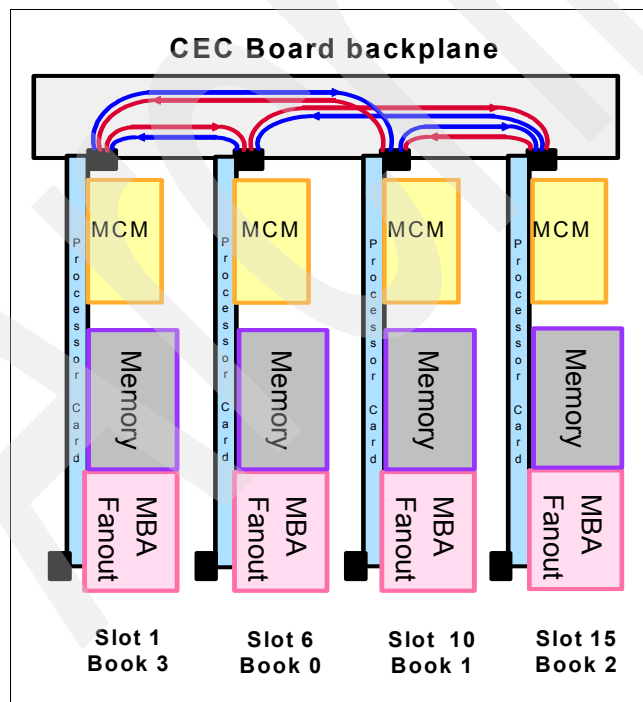 CEC Board backplane
MCM
MCM
MCM
MCM
Processor Card
Processor Card
Processor Card
Processor Card
Memory
Memory
Memory
Memory
MBA
Fanout
MBA
Fanout
MBA
Fanout
MBA
Fanout
Slot 1
Book 3
Slot 6
Book 0
Slot 10
Book 1
Slot 15
Book 2